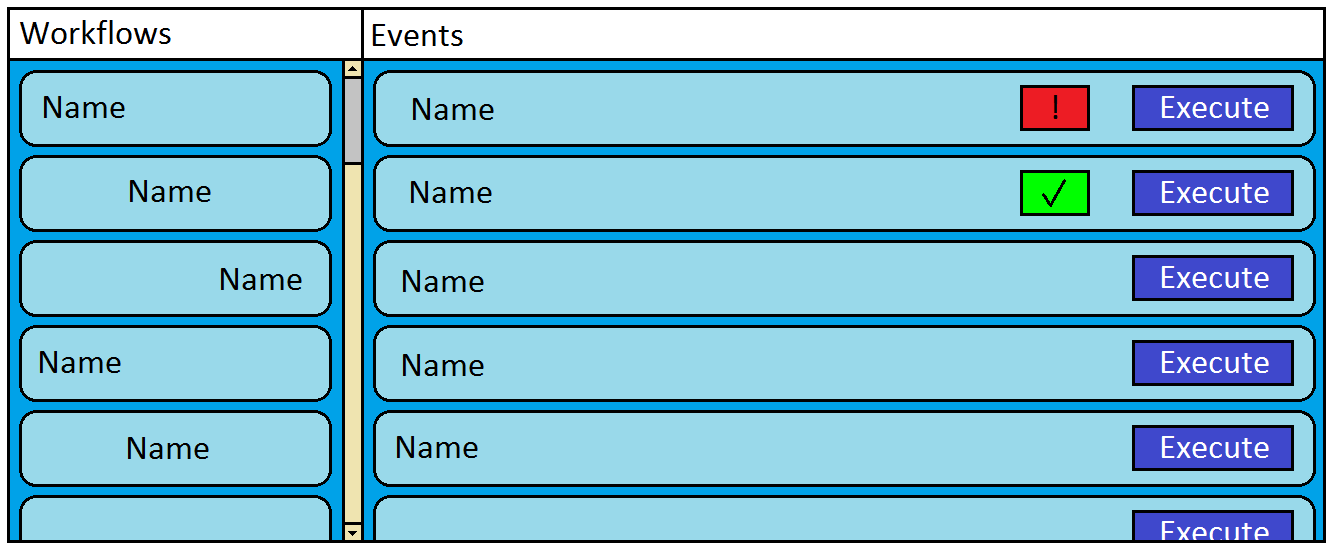 Workflows
Events
Name
Name
Name
Name
Name
Name ! Execute
Name ✓ Execute
Name Execute
Name Execute
Name Execute
Execute